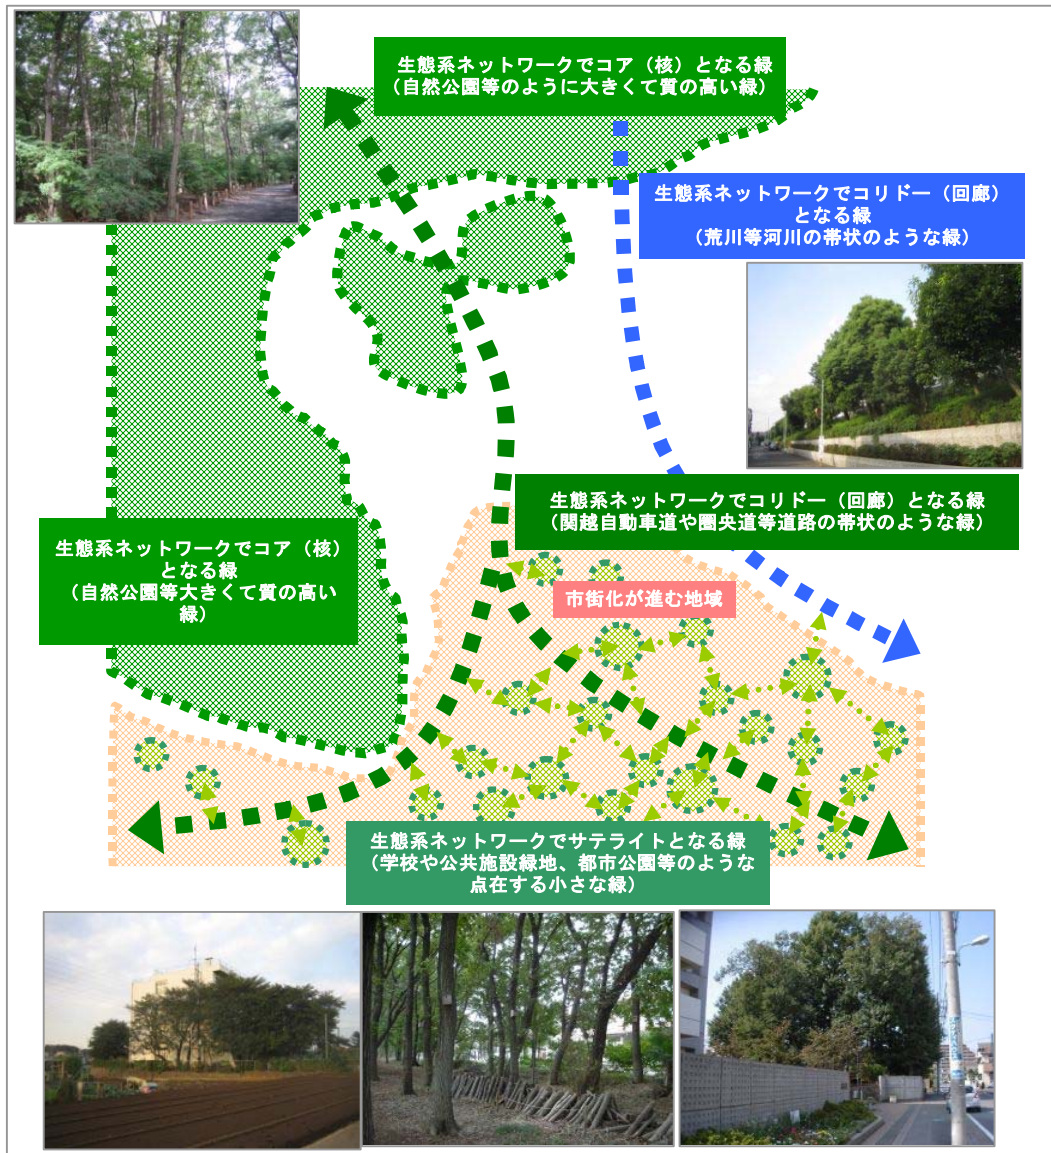 生態系ネットワークでコア（核）となる緑
（自然公園等のように大きくて質の高い緑）
生態系ネットワークでコリドー（回廊）
となる緑
（荒川等河川の帯状のような緑）
生態系ネットワークでコリドー（回廊）となる緑
（関越自動車道や圏央道等道路の帯状のような緑）
生態系ネットワークでコア（核）
となる緑
（自然公園等大きくて質の高い
緑）
市街化が進む地域
生態系ネットワークでサテライトとなる緑
（学校や公共施設緑地、都市公園等のような
点在する小さな緑）